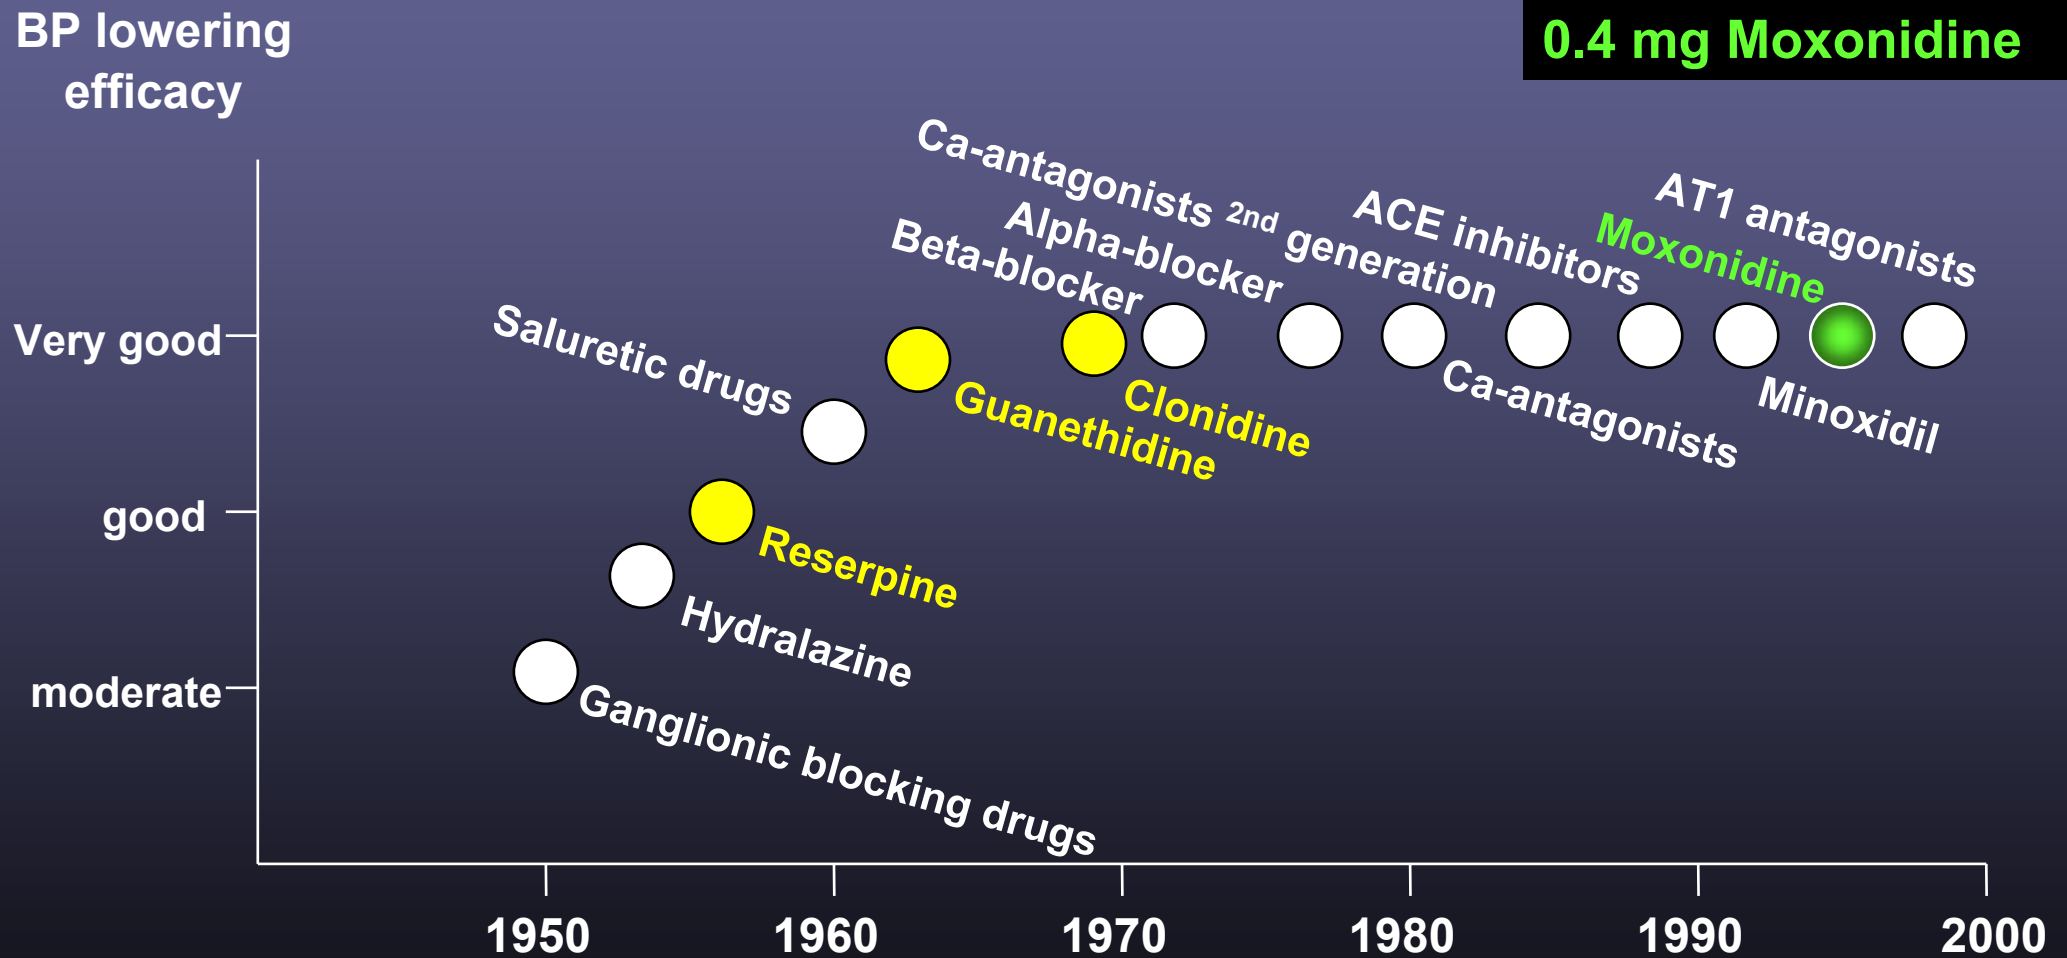 BP lowering
efficacy
0.4 mg Moxonidine
Ca-antagonists 2nd generation
Alpha-blocker
Beta-blocker
ACE inhibitors
AT1 antagonists
Moxonidine
Saluretic drugs
Very good
Guanethidine
Clonidine
Ca-antagonists
Minoxidil
good
Reserpine
Hydralazine
moderate
Ganglionic blocking drugs
1950
1960
1970
1980
1990
2000